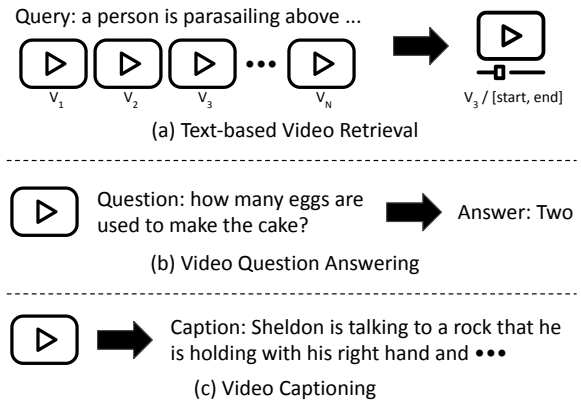 Query: a person is parasailing above ...
•••
V1 V2 V3 VN V3 / [start, end]
(a) Text-based Video Retrieval
Question: how many eggs are
used to make the cake?
Answer: Two
(b) Video Question Answering
Caption: Sheldon is talking to a rock that he
is holding with his right hand and •••
(c) Video Captioning